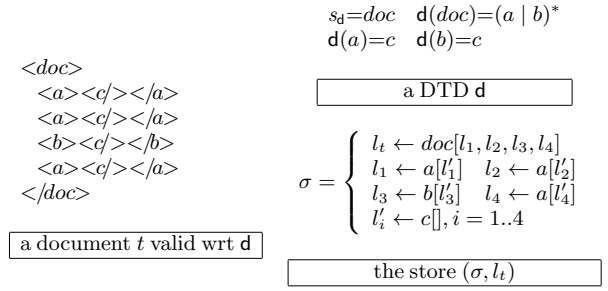 <doc>
<a><c/></a>
<a><c/></a>
<b><c/></b>
<a><c/></a>
</doc>
a document t valid wrt d
s_d=doc d(doc)=(a | b)*
d(a)=c d(b)=c
a DTD d
σ = {
l_t ← doc[l_1, l_2, l_3, l_4]
l_1 ← a[l'_1] l_2 ← a[l'_2]
l_3 ← b[l'_3] l_4 ← a[l'_4]
l'_i ← c[], i = 1..4
the store (σ, l_t)